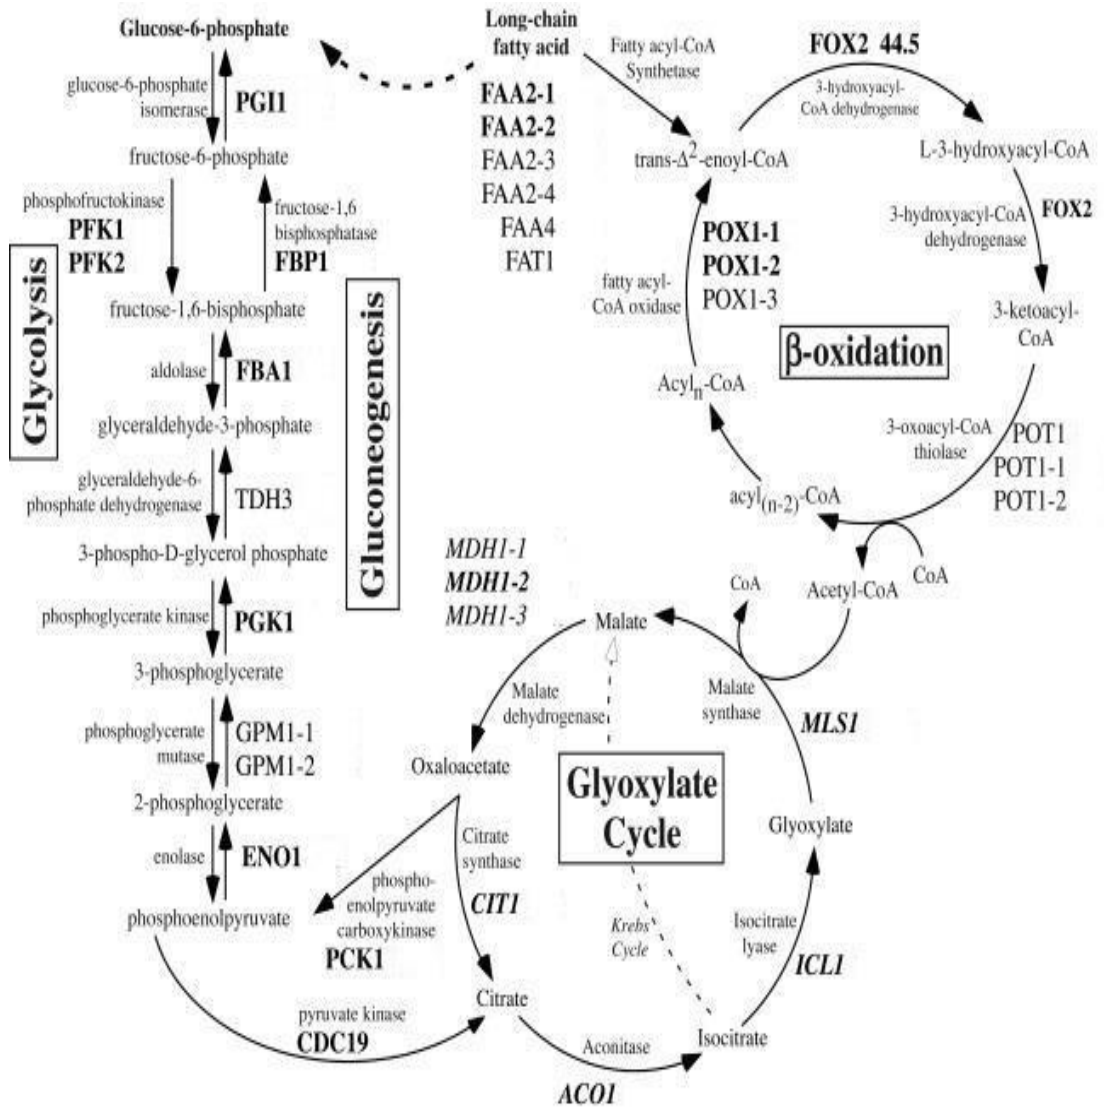 Glucose-6-phosphate
glucose-6-phosphate
isomerase
PGI1
fructose-6-phosphate
phosphofructokinase
PFK1
PFK2
fructose-1,6
bisphosphatase
FBP1
Glycolysis
Gluconeogenesis
fructose-1,6-bisphosphate
aldolase
FBA1
glyceraldehyde-3-phosphate
glyceraldehyde-6-
phosphate dehydrogenase
TDH3
3-phospho-D-glycerol phosphate
phosphoglycerate kinase
PGK1
3-phosphoglycerate
phosphoglycerate
mutase
GPM1-1
GPM1-2
2-phosphoglycerate
enolase
ENO1
phosphoenolpyruvate
pyruvate kinase
CDC19
Long-chain
fatty acid
FAA2-1
FAA2-2
FAA2-3
FAA2-4
FAA4
FAT1
Fatty acyl-CoA
Synthetase
trans-Δ²-enoyl-CoA
FOX2 44.5
3-hydroxyacyl-
CoA dehydrogenase
L-3-hydroxyacyl-CoA
3-hydroxyacyl-CoA
dehydrogenase
FOX2
3-ketoacyl-
CoA
β-oxidation
POX1-1
POX1-2
POX1-3
fatty acyl-
CoA oxidase
Acylₙ-CoA
3-oxoacyl-CoA
thiolase
POT1
POT1-1
POT1-2
acyl(n-2)-CoA
CoA
Acetyl-CoA
CoA
MDH1-1
MDH1-2
MDH1-3
Malate
Malate
dehydrogenase
Malate
synthase
MLS1
Oxaloacetate
Glyoxylate
Cycle
Glyoxylate
Citrate
synthase
CIT1
phospho-
enolpyruvate
carboxykinase
PCK1
Krebs
Cycle
Isocitrate
lyase
ICL1
Citrate
Isocitrate
Aconitase
ACO1